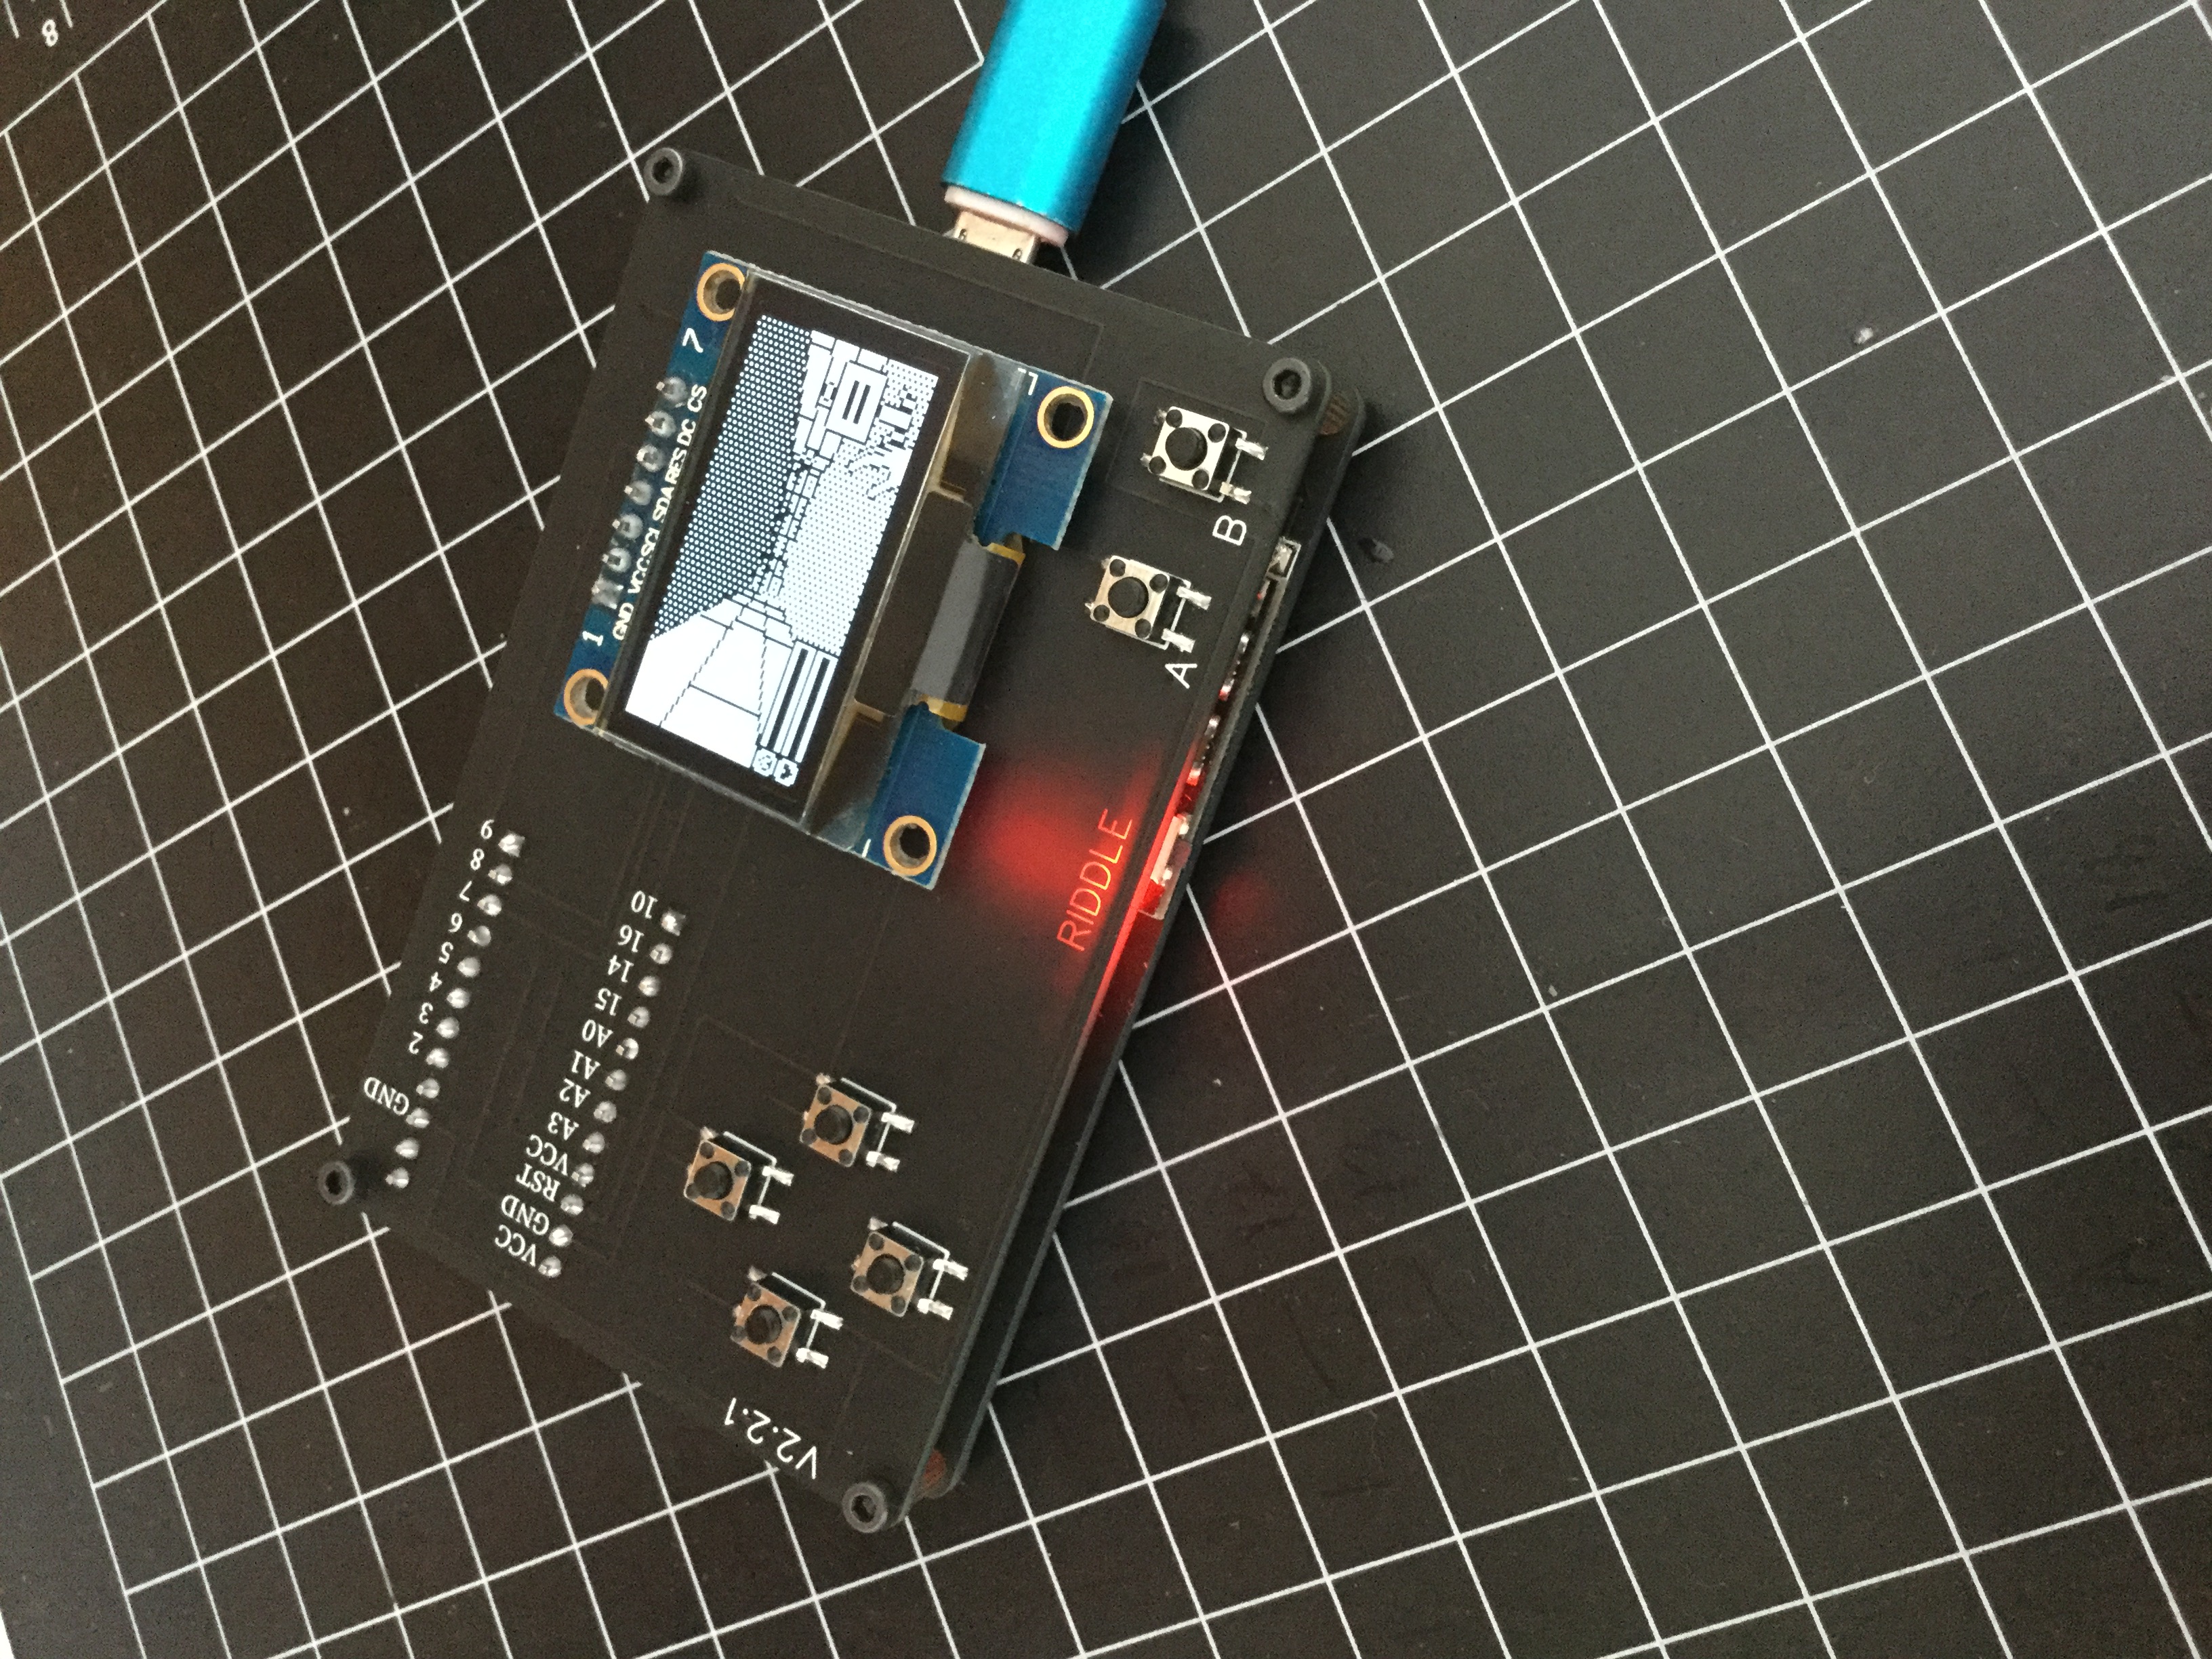 8
GND
2
3
4
5
6
7
8
9
VCC
GND
RST
VCC
A3
A2
A1
A0
15
14
16
10
1
GND VCC SCL SDA RES DC CS
7
V2.2.1
RIDDLE
A
B